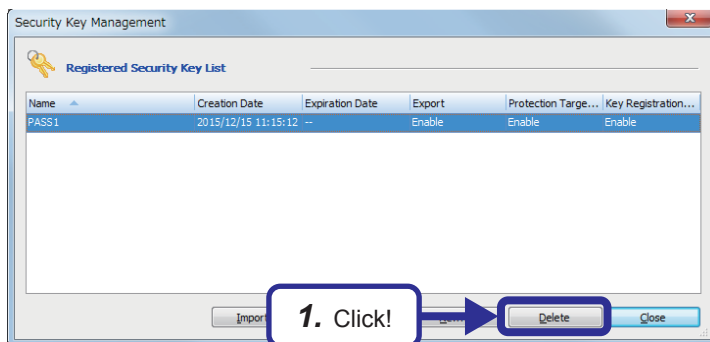 Security Key Management
Registered Security Key List
Name Creation Date Expiration Date Export Protection Targe... Key Registration...
PASS1 2015/12/15 11:15:12 -- Enable Enable Enable
Import 1. Click! Delete Close